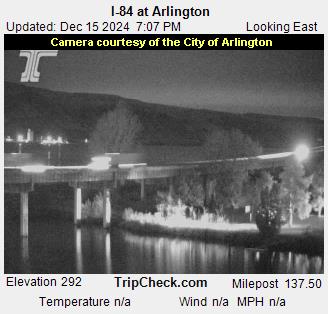 I-84 at Arlington
Updated: Dec 15 2024 7:07 PM Looking East
Camera courtesy of the City of Arlington
Elevation 292 TripCheck.com Milepost 137.50
Temperature n/a Wind n/a MPH n/a